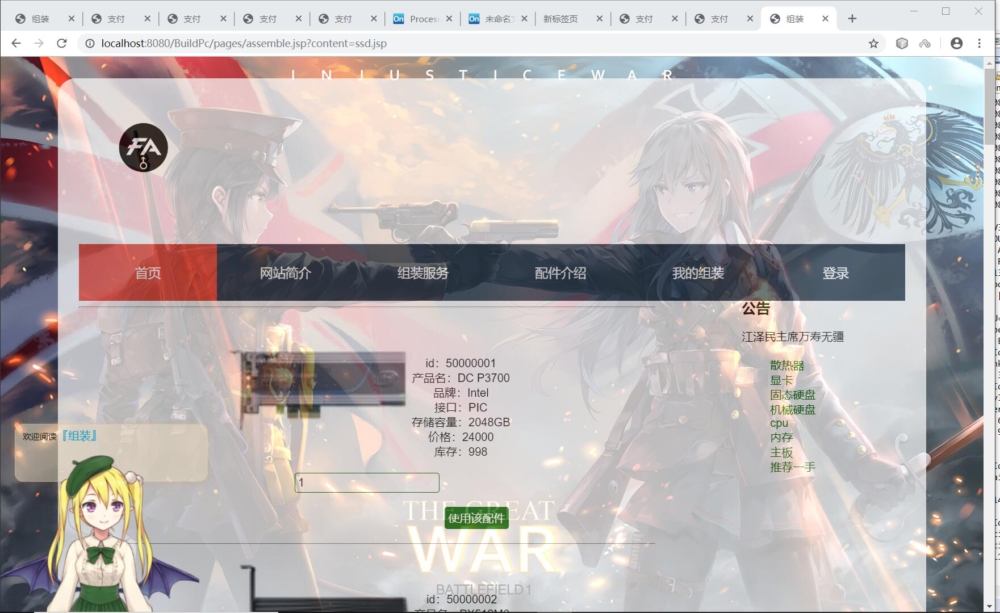 组装
支付
支付
支付
支付
Process
未命名文
新标签页
支付
支付
组装
localhost:8080/BuildPc/pages/assemble.jsp?content=ssd.jsp
INJUSTICEWAR
FA
首页
网站简介
组装服务
配件介绍
我的组装
登录
公告
江泽民主席万寿无疆
散热器
显卡
固态硬盘
机械硬盘
cpu
内存
主板
推荐一手
id：50000001
产品名：DC P3700
品牌：Intel
接口：PIC
存储容量：2048GB
价格：24000
库存：998
1
使用该配件
欢迎阅读『组装』
THE GREAT
WAR
BATTLEFIELD 1
id：50000002